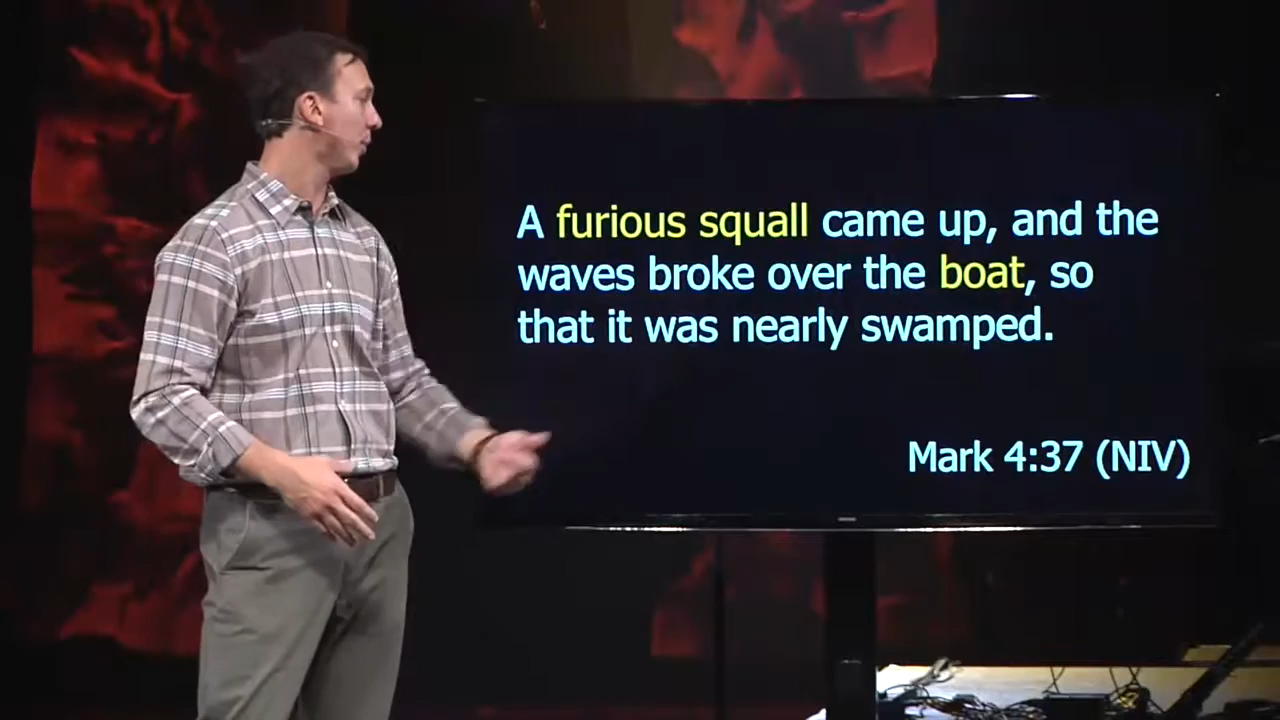 A furious squall came up, and the
waves broke over the boat, so
that it was nearly swamped.
Mark 4:37 (NIV)